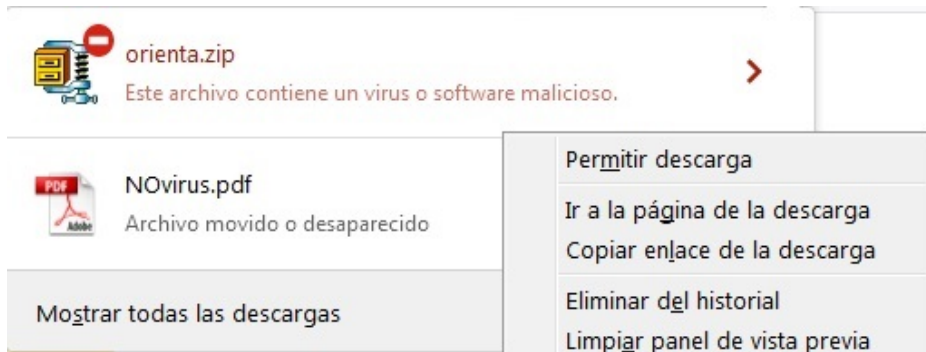 orienta.zip
Este archivo contiene un virus o software malicioso.
PDF
Adobe
NOvirus.pdf
Archivo movido o desaparecido
Mostrar todas las descargas
Permitir descarga
Ir a la página de la descarga
Copiar enlace de la descarga
Eliminar del historial
Limpiar panel de vista previa